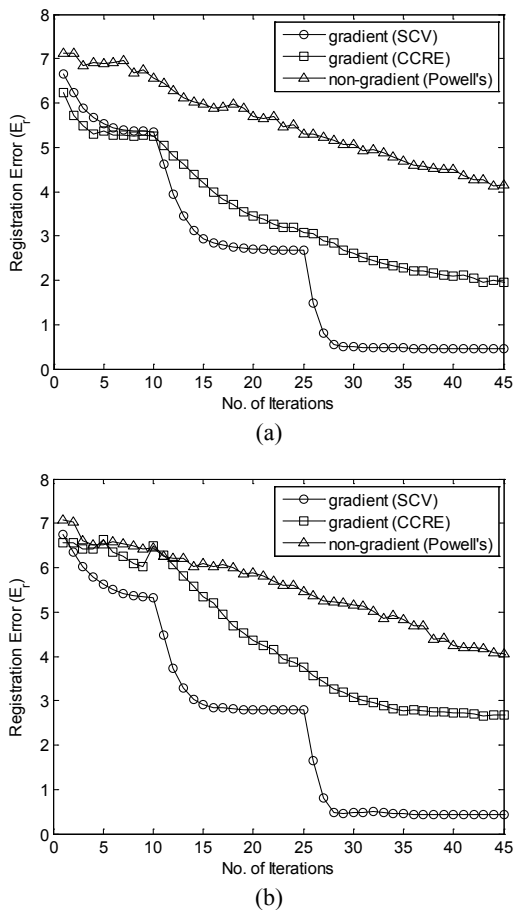 8
7
6
5
4
3
2
1
0
Registration Error (Er)
gradient (SCV)
gradient (CCRE)
non-gradient (Powell's)
0 5 10 15 20 25 30 35 40 45
No. of Iterations
(a)
8
7
6
5
4
3
2
1
0
Registration Error (Er)
gradient (SCV)
gradient (CCRE)
non-gradient (Powell's)
0 5 10 15 20 25 30 35 40 45
No. of Iterations
(b)